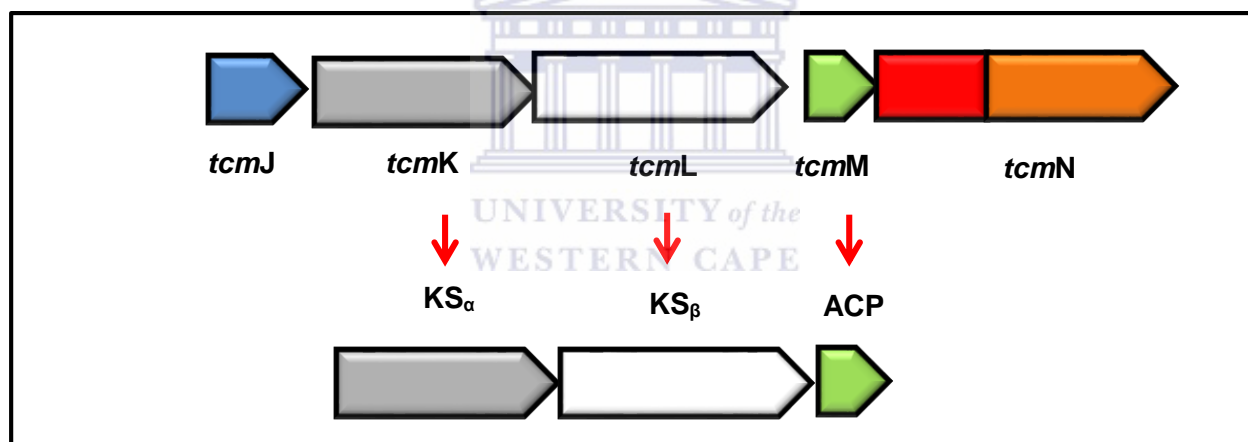 tcmJ tcmK tcmL tcmM tcmN
UNIVERSITY of the
WESTERN CAPE
KSα KSβ ACP